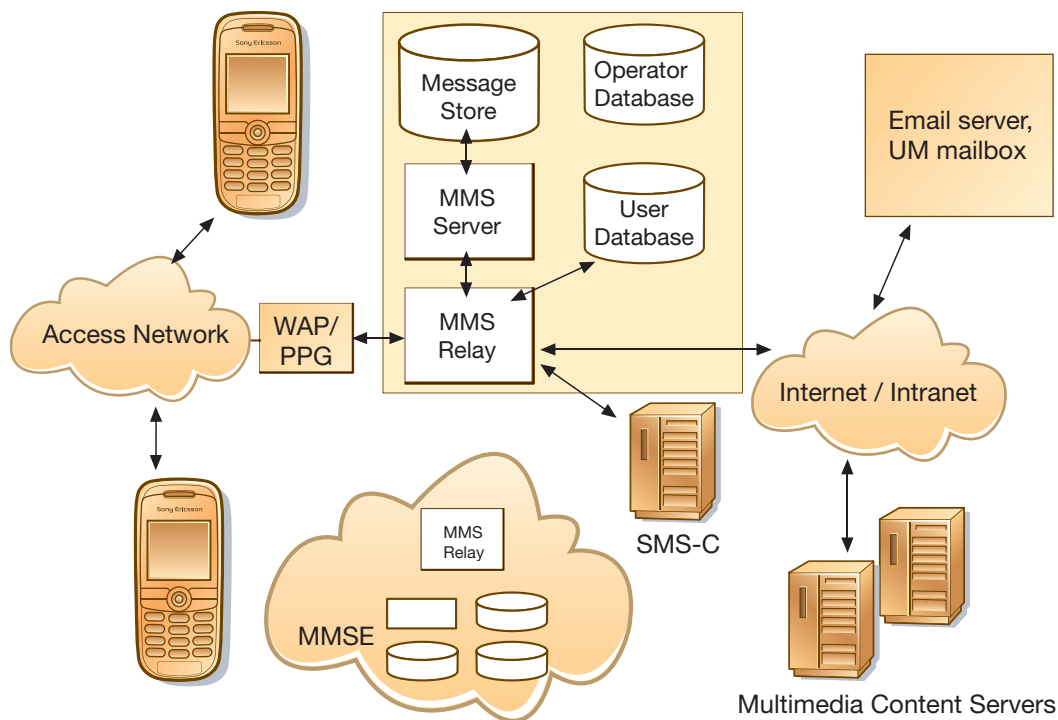 Sony Ericsson
Message
Store
Operator
Database
Email server,
UM mailbox
MMS
Server
User
Database
Access Network
WAP/
PPG
MMS
Relay
Internet / Intranet
Sony Ericsson
MMS
Relay
SMS-C
MMSE
Multimedia Content Servers